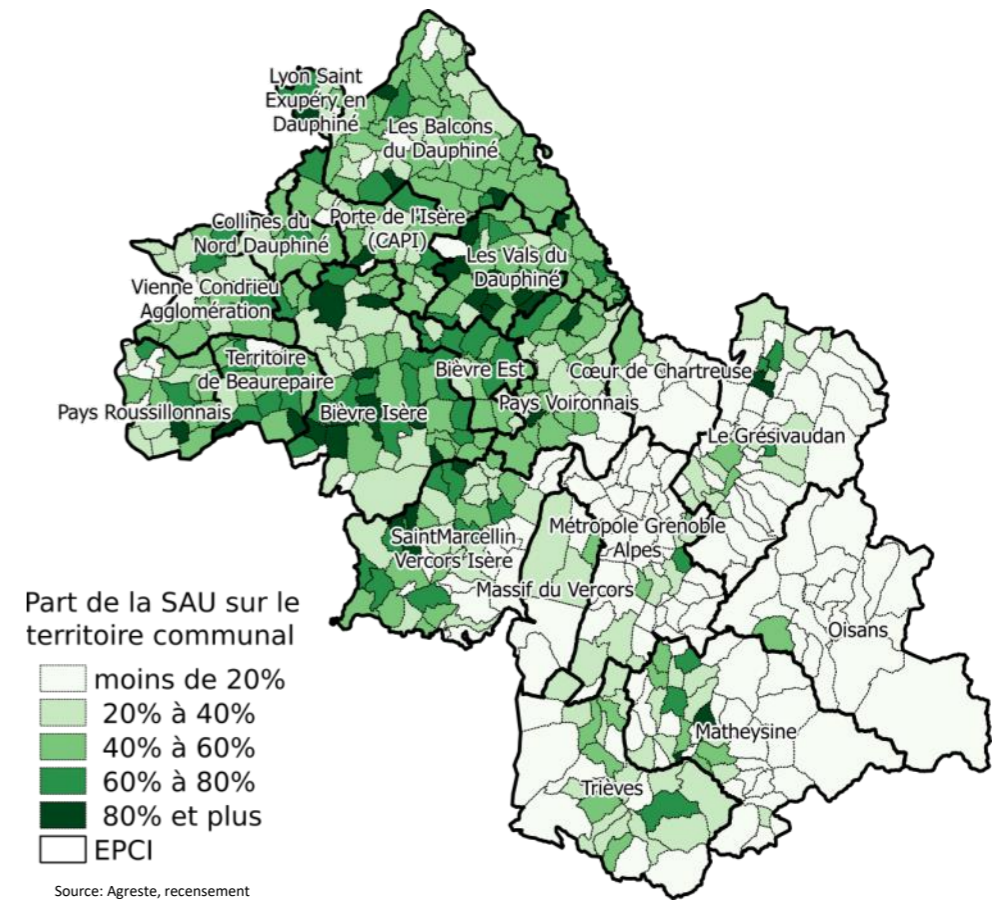 Lyon Saint
Exupéry en
Dauphiné
Les Balcons
du Dauphiné
Collines du
Nord Dauphiné
Porte de l'Isère
(CAPI)
Les Vals du
Dauphiné
Vienne Condrieu
Agglomération
Territoire
de Beaurepaire
Bièvre Est
Cœur de Chartreuse
Pays Roussillonnais
Bièvre Isère
Pays Voironnais
Le Grésivaudan
SaintMarcellin
Vercors Isère
Métropole Grenoble
Alpes
Massif du Vercors
Oisans
Matheysine
Trièves
Part de la SAU sur le
territoire communal
moins de 20%
20% à 40%
40% à 60%
60% à 80%
80% et plus
EPCI
Source: Agreste, recensement